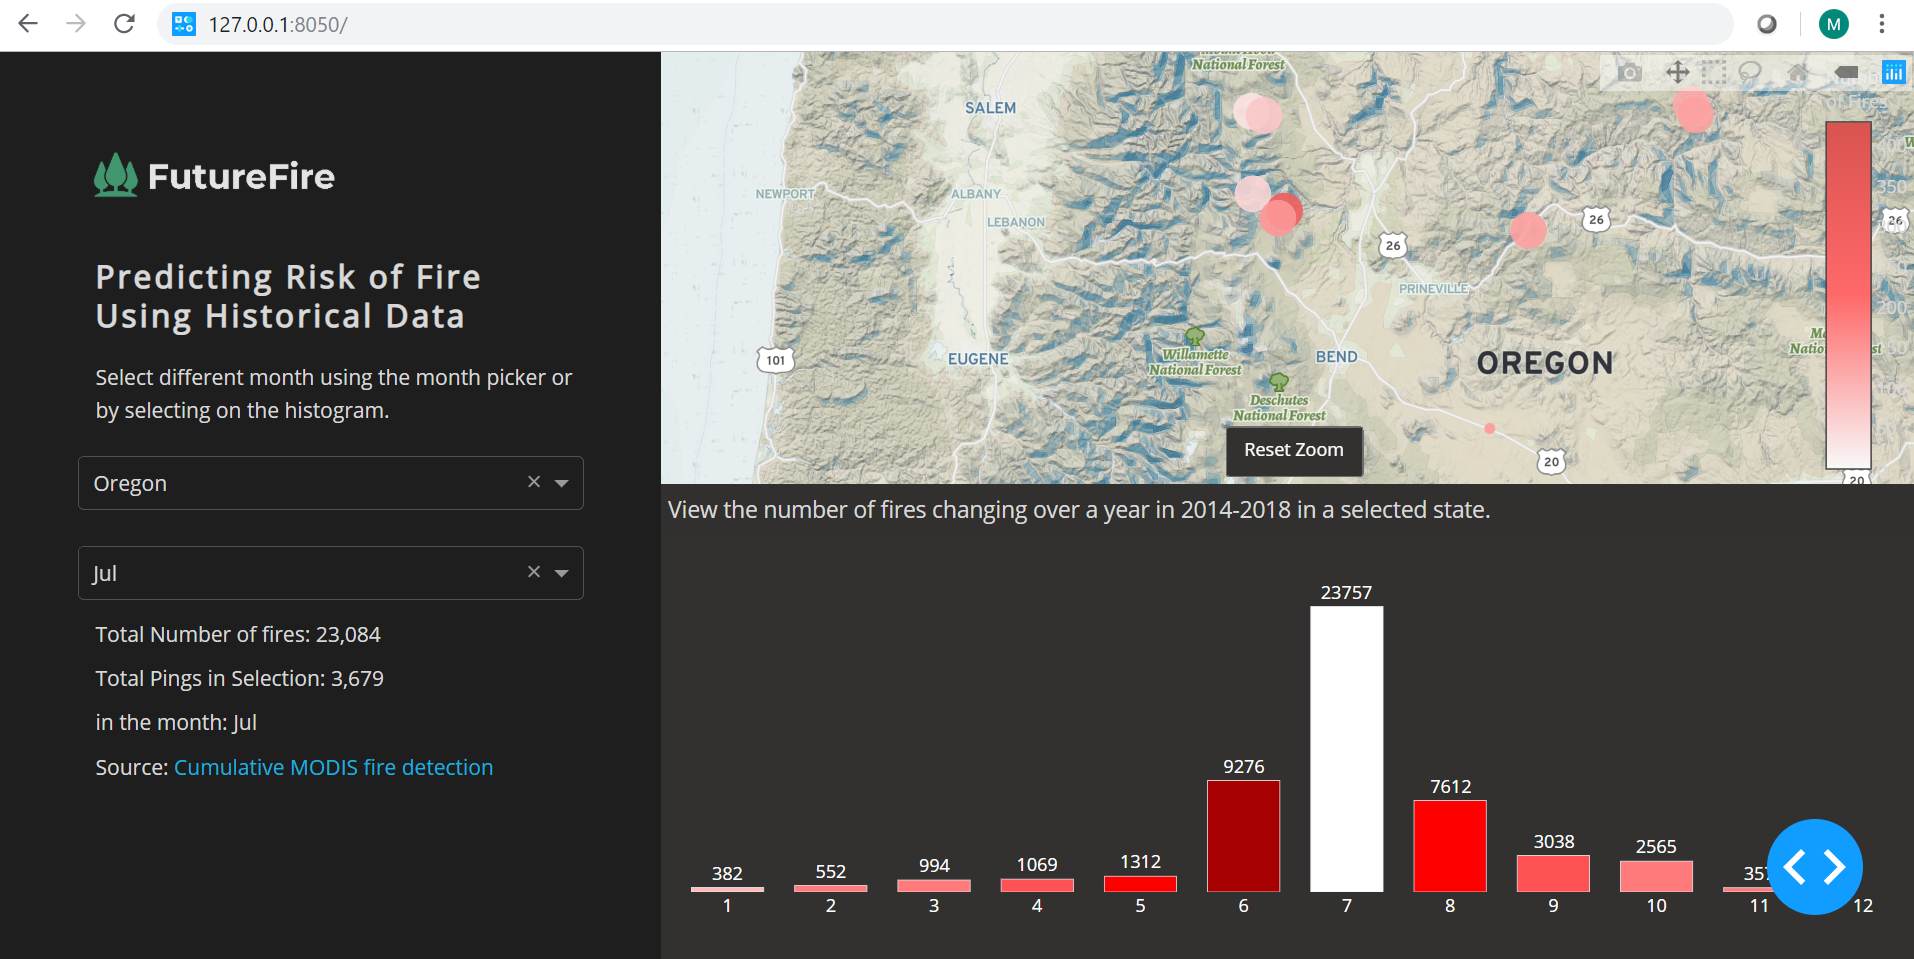 127.0.0.1:8050/
M
FutureFire
Predicting Risk of Fire
Using Historical Data
Select different month using the month picker or
by selecting on the histogram.
Oregon
Jul
Total Number of fires: 23,084
Total Pings in Selection: 3,679
in the month: Jul
Source: Cumulative MODIS fire detection
National Forest
of Fires
SALEM
350
NEWPORT
ALBANY
LEBANON
26
26
26
PRINEVILLE
200
101
EUGENE
Willamette
National Forest
BEND
OREGON
Deschutes
National Forest
Reset Zoom
20
20
View the number of fires changing over a year in 2014-2018 in a selected state.
23757
9276
7612
3038
2565
382
552
994
1069
1312
1
2
3
4
5
6
7
8
9
10
11
12